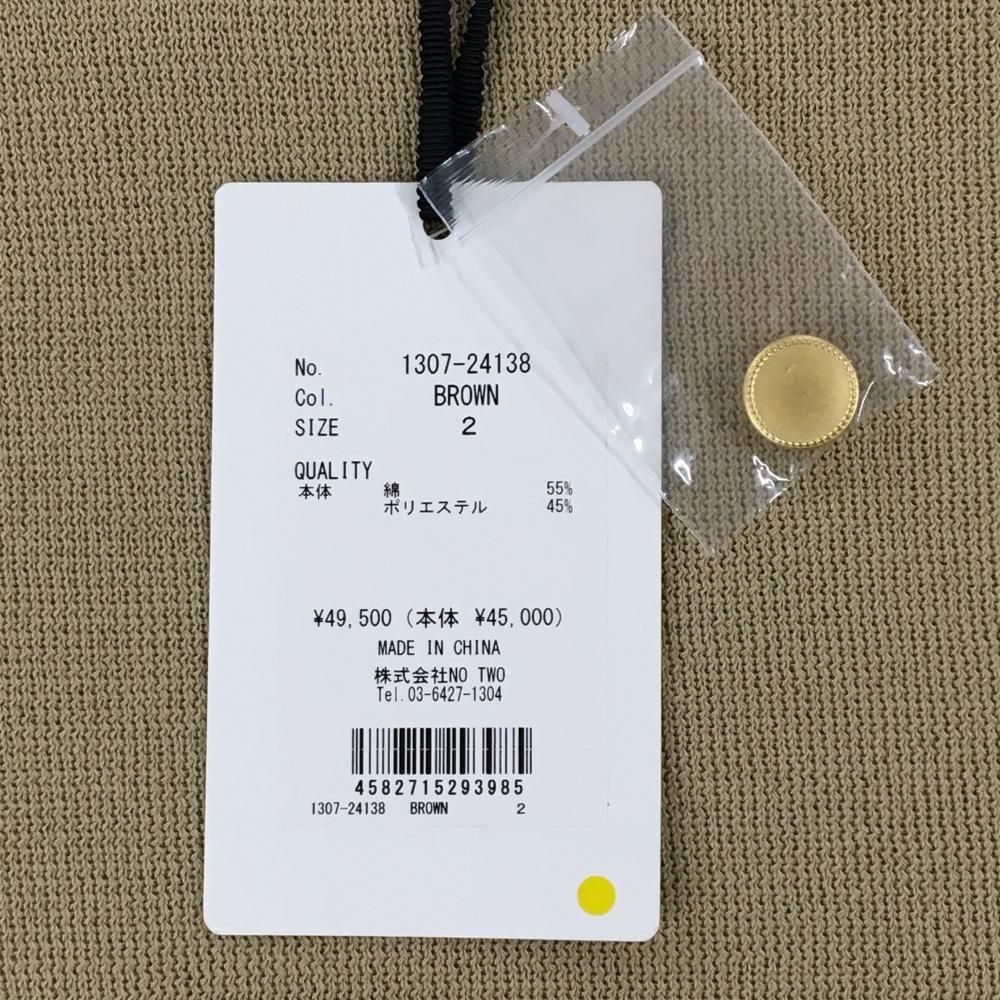 No. 1307-24138
Col. BROWN
SIZE 2
QUALITY
本体 綿 55%
ポリエステル 45%
¥49,500 (本体 ¥45,000)
MADE IN CHINA
株式会社NO TWO
Tel.03-6427-1304
4582715293985
1307-24138 BROWN 2